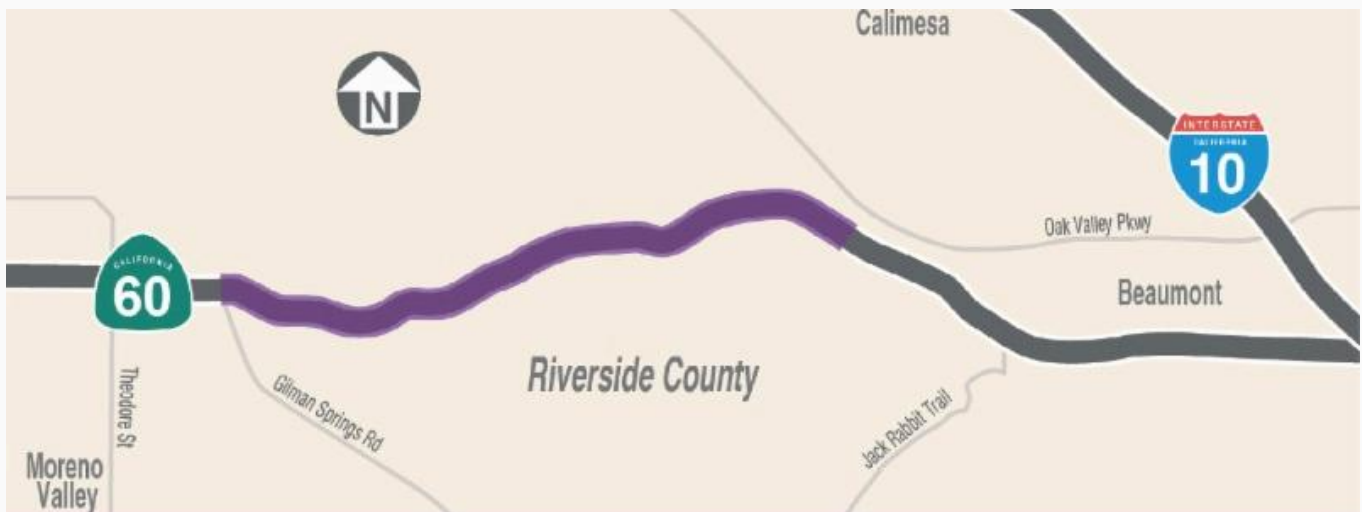 Calimesa
N
INTERSTATE
CALIFORNIA
10
Oak Valley Pkwy
CALIFORNIA
60
Beaumont
Riverside County
Theodore St
Gilman Springs Rd
Jack Rabbit Trail
Moreno
Valley